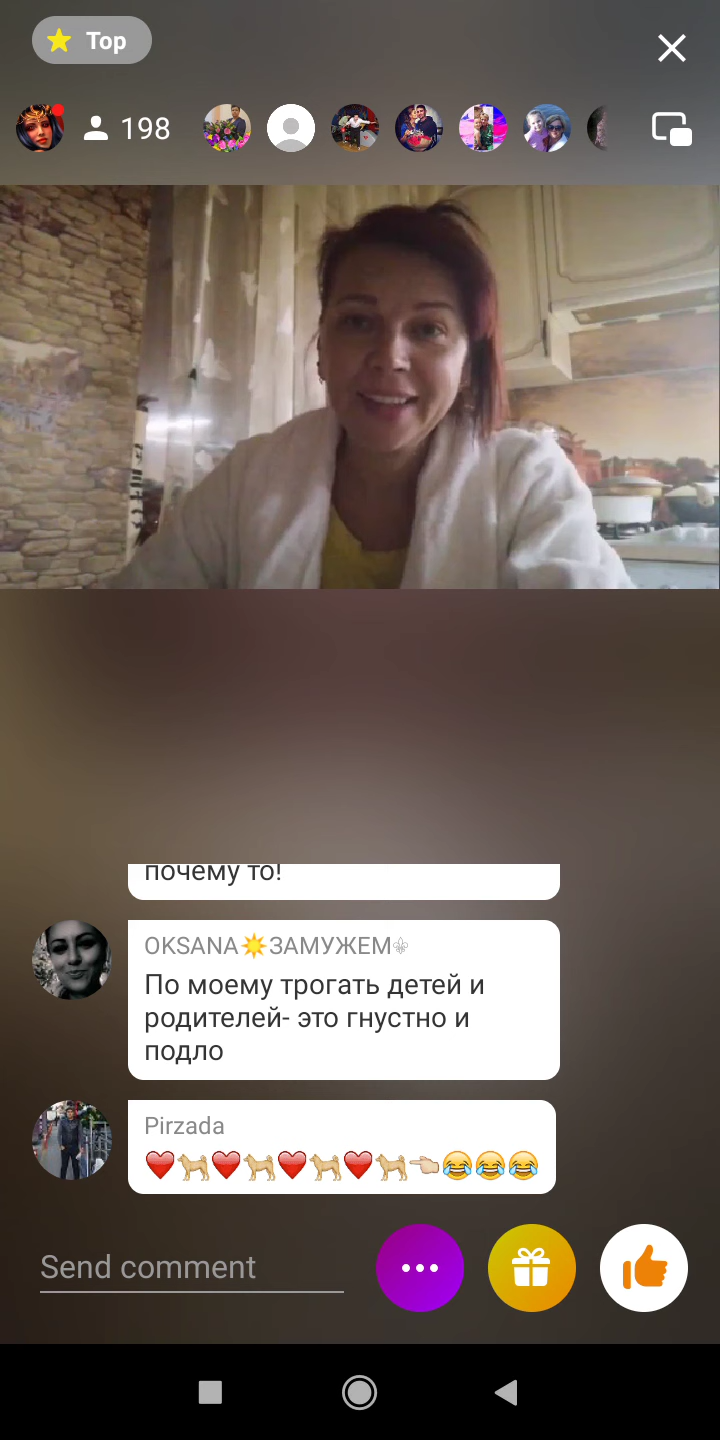 Top
198
почему то!
OKSANA☀️ЗАМУЖЕМ⚜
По моему трогать детей и
родителей- это гнустно и
подло
Pirzada
❤️🐕❤️🐕❤️🐕❤️🐕👈🏻😂😂😂
Send comment